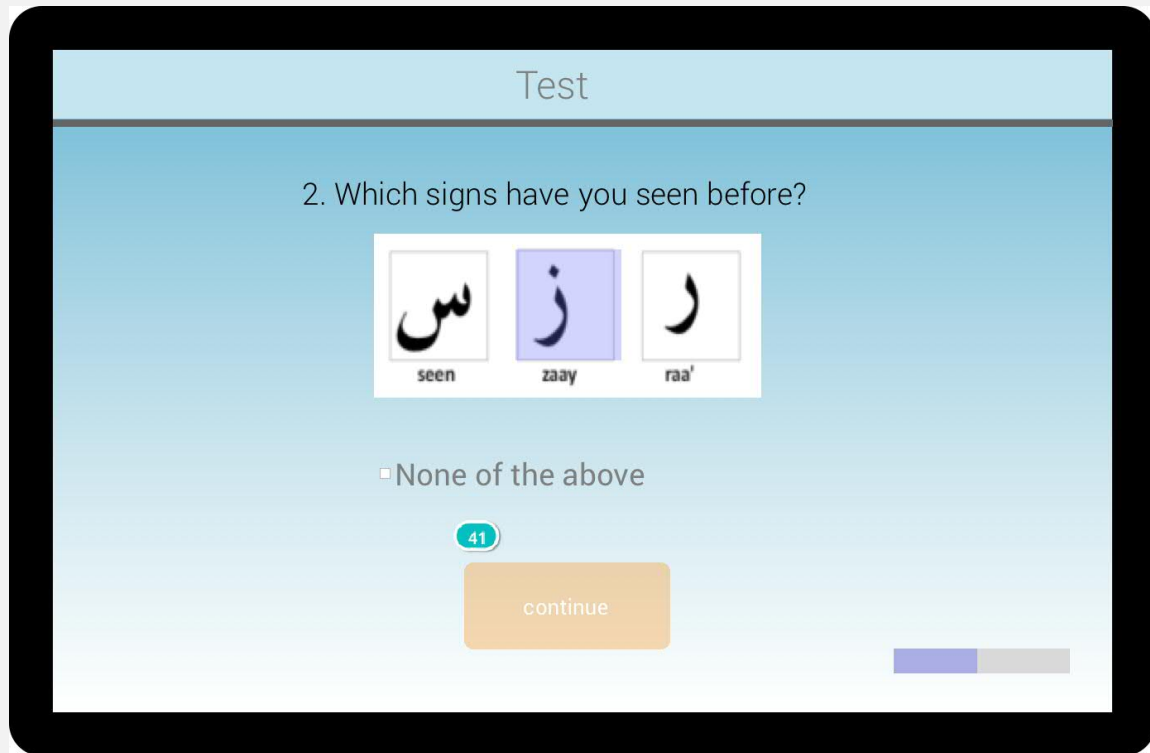 Test
2. Which signs have you seen before?
س ز ر
seen zaay raa'
None of the above
41
continue